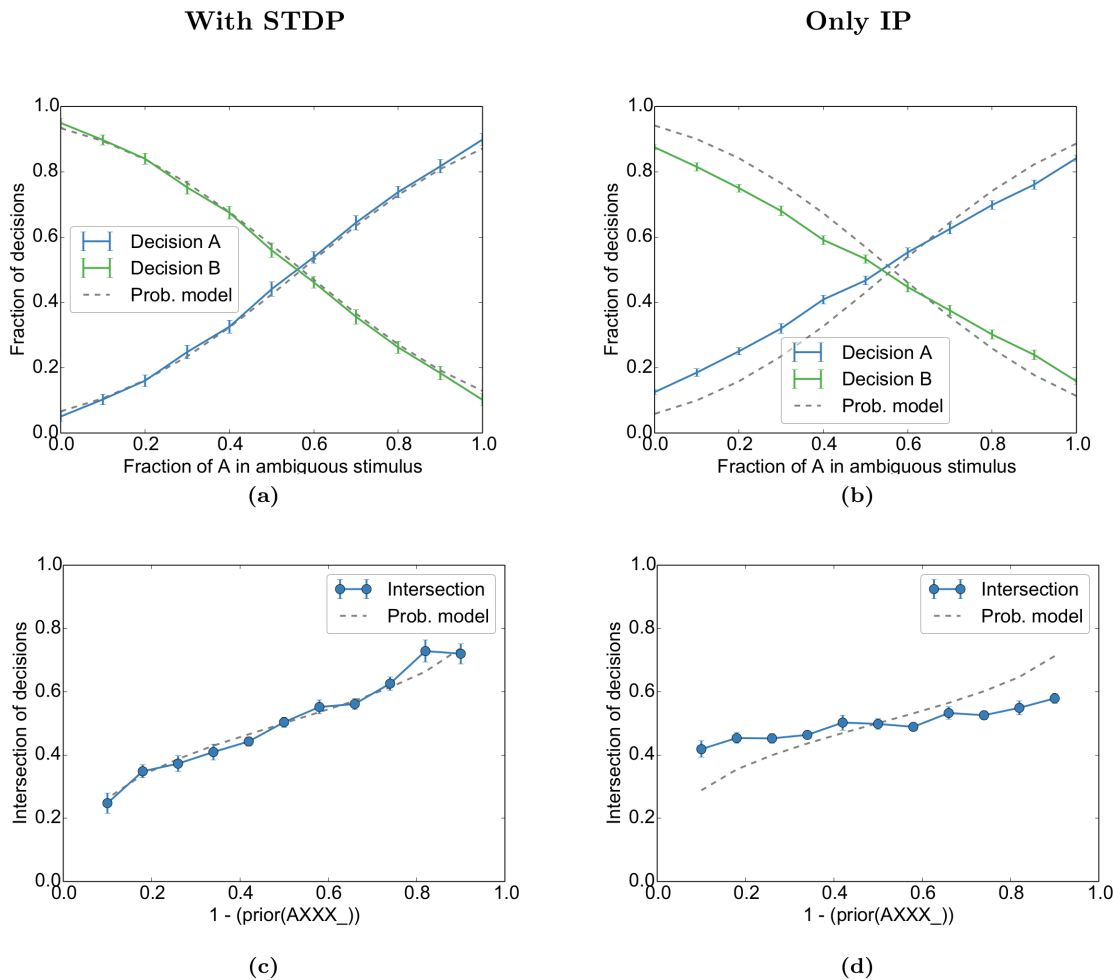 With STDP
Only IP
1.0
0.8
0.6
0.4
0.2
0.0
Fraction of decisions
Decision A
Decision B
Prob. model
0.0 0.2 0.4 0.6 0.8 1.0
Fraction of A in ambiguous stimulus
(a)
1.0
0.8
0.6
0.4
0.2
0.0
Fraction of decisions
Decision A
Decision B
Prob. model
0.0 0.2 0.4 0.6 0.8 1.0
Fraction of A in ambiguous stimulus
(b)
1.0
0.8
0.6
0.4
0.2
0.0
Intersection of decisions
Intersection
Prob. model
0.0 0.2 0.4 0.6 0.8 1.0
1 - (prior(AXXX_))
(c)
1.0
0.8
0.6
0.4
0.2
0.0
Intersection of decisions
Intersection
Prob. model
0.0 0.2 0.4 0.6 0.8 1.0
1 - (prior(AXXX_))
(d)